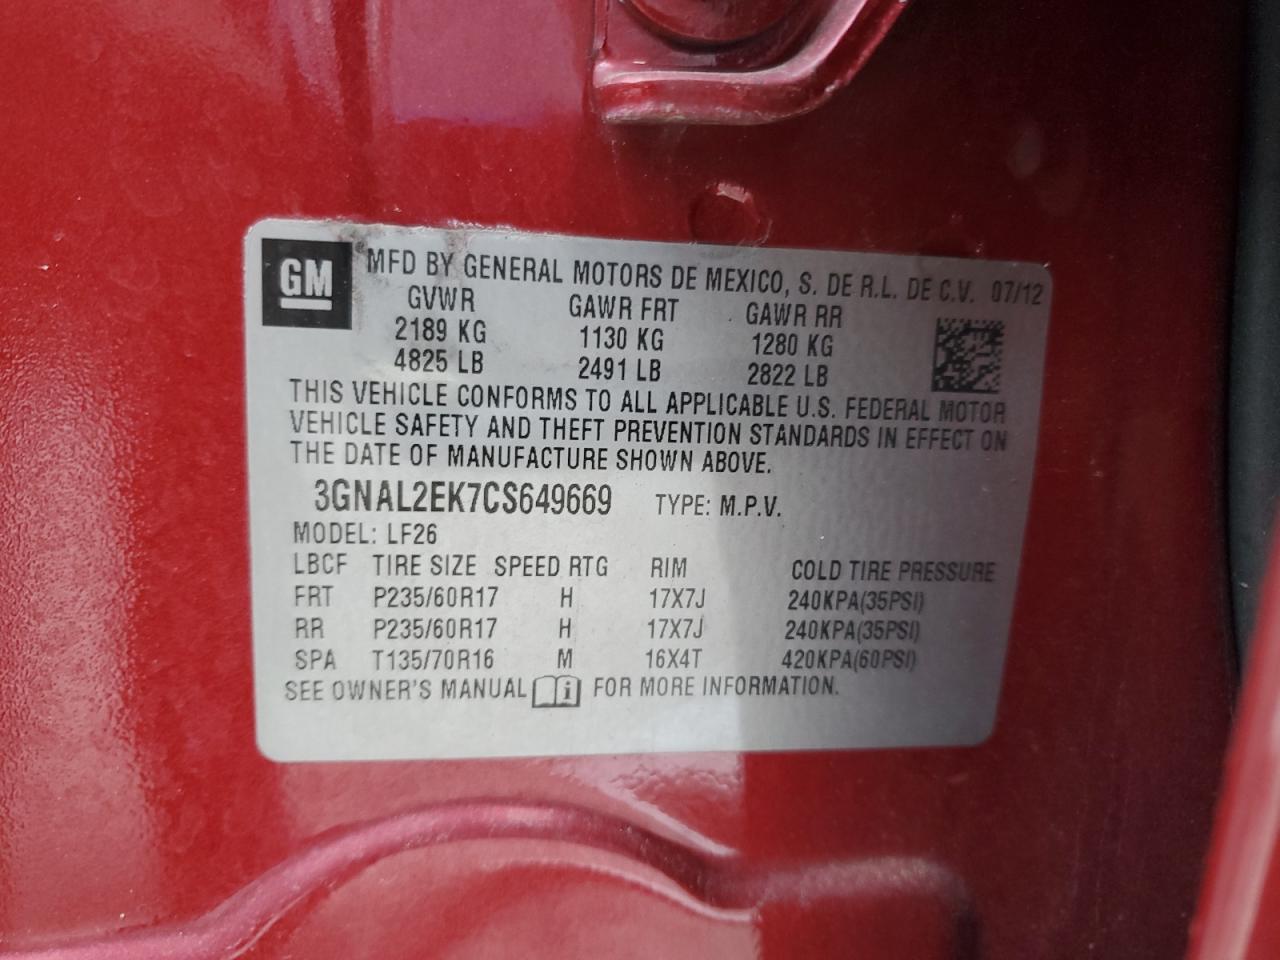 GM
MFD BY GENERAL MOTORS DE MEXICO, S. DE R.L. DE C.V. 07/12
GVWR GAWR FRT GAWR RR
2189 KG 1130 KG 1280 KG
4825 LB 2491 LB 2822 LB
THIS VEHICLE CONFORMS TO ALL APPLICABLE U.S. FEDERAL MOTOR
VEHICLE SAFETY AND THEFT PREVENTION STANDARDS IN EFFECT ON
THE DATE OF MANUFACTURE SHOWN ABOVE.
3GNAL2EK7CS649669 TYPE: M.P.V.
MODEL: LF26
LBCF TIRE SIZE SPEED RTG RIM COLD TIRE PRESSURE
FRT P235/60R17 H 17X7J 240KPA(35PSI)
RR P235/60R17 H 17X7J 240KPA(35PSI)
SPA T135/70R16 M 16X4T 420KPA(60PSI)
SEE OWNER'S MANUAL i FOR MORE INFORMATION.